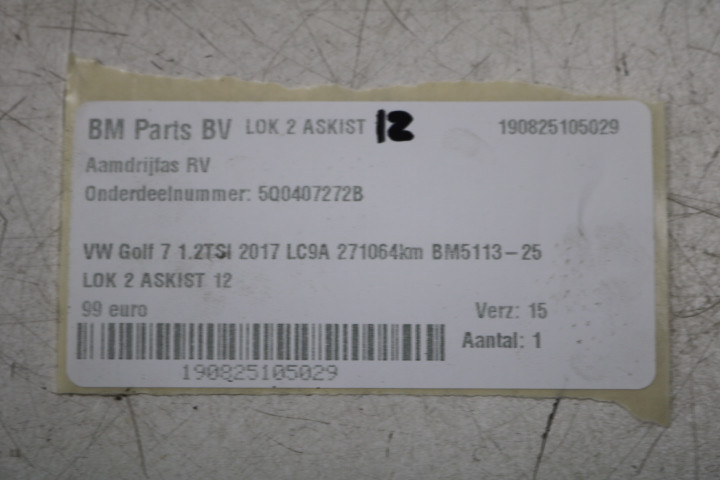 BM Parts BV LOK 2 ASKIST 12 190825105029
Aamdrijfas RV
Onderdeelnummer: 5Q0407272B
VW Golf 7 1.2TSI 2017 LC9A 271064km BM5113-25
LOK 2 ASKIST 12
99 euro Verz: 15
Aantal: 1
190825105029